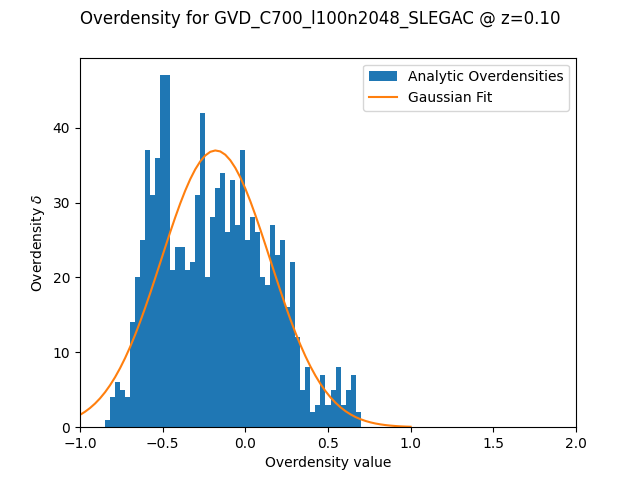 Overdensity for GVD_C700_l100n2048_SLEGAC @ z=0.10
Analytic Overdensities
Gaussian Fit
Overdensity δ
40
30
20
10
0
−1.0 −0.5 0.0 0.5 1.0 1.5 2.0
Overdensity value